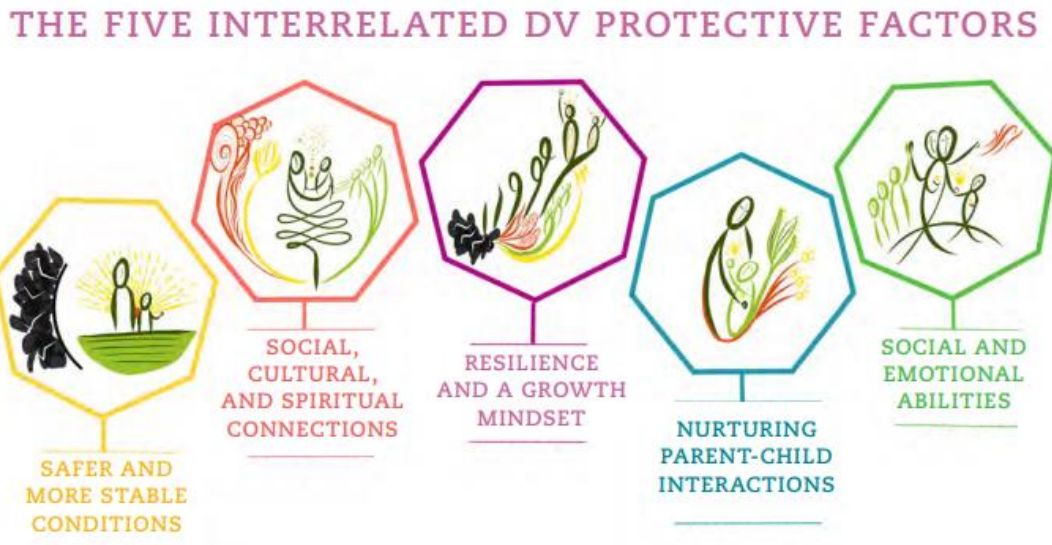 THE FIVE INTERRELATED DV PROTECTIVE FACTORS
SAFER AND
MORE STABLE
CONDITIONS
SOCIAL,
CULTURAL,
AND SPIRITUAL
CONNECTIONS
RESILIENCE
AND A GROWTH
MINDSET
NURTURING
PARENT-CHILD
INTERACTIONS
SOCIAL AND
EMOTIONAL
ABILITIES